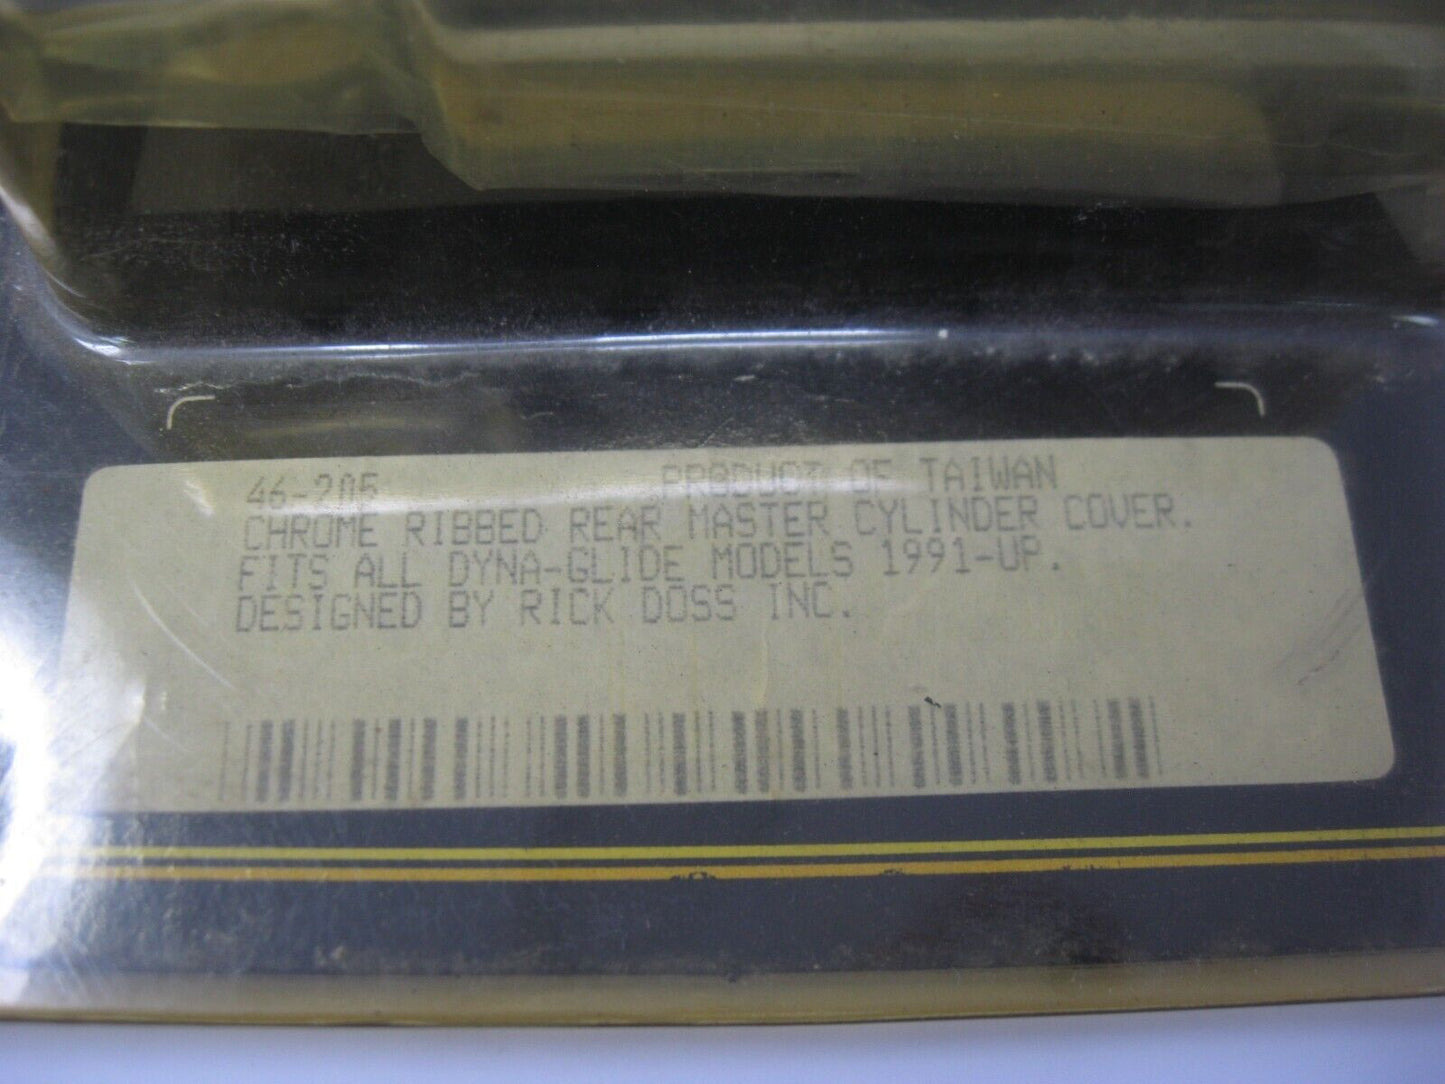 46-205 PRODUCT OF TAIWAN
CHROME RIBBED REAR MASTER CYLINDER COVER.
FITS ALL DYNA-GLIDE MODELS 1991-UP.
DESIGNED BY RICK DOSS INC.